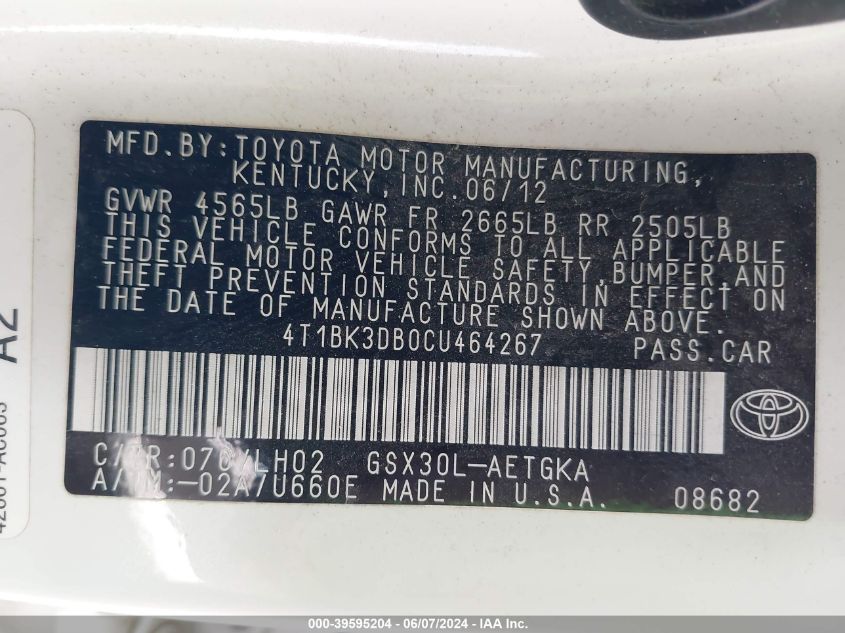 MFD.BY:TOYOTA MOTOR MANUFACTURING,
KENTUCKY,INC.06/12
GVWR 4565LB GAWR FR 2665LB RR 2505LB
THIS VEHICLE CONFORMS TO ALL APPLICABLE
FEDERAL MOTOR VEHICLE SAFETY,BUMPER,AND
THEFT PREVENTION STANDARDS IN EFFECT ON
THE DATE OF MANUFACTURE SHOWN ABOVE.
4T1BK3DB0CU464267 PASS.CAR
C/TR:070/LH02 GSX30L-AETGKA
A/TM:-02A/U660E MADE IN U.S.A. 08682
A2
000-39595204 - 06/07/2024 - IAA, Inc.